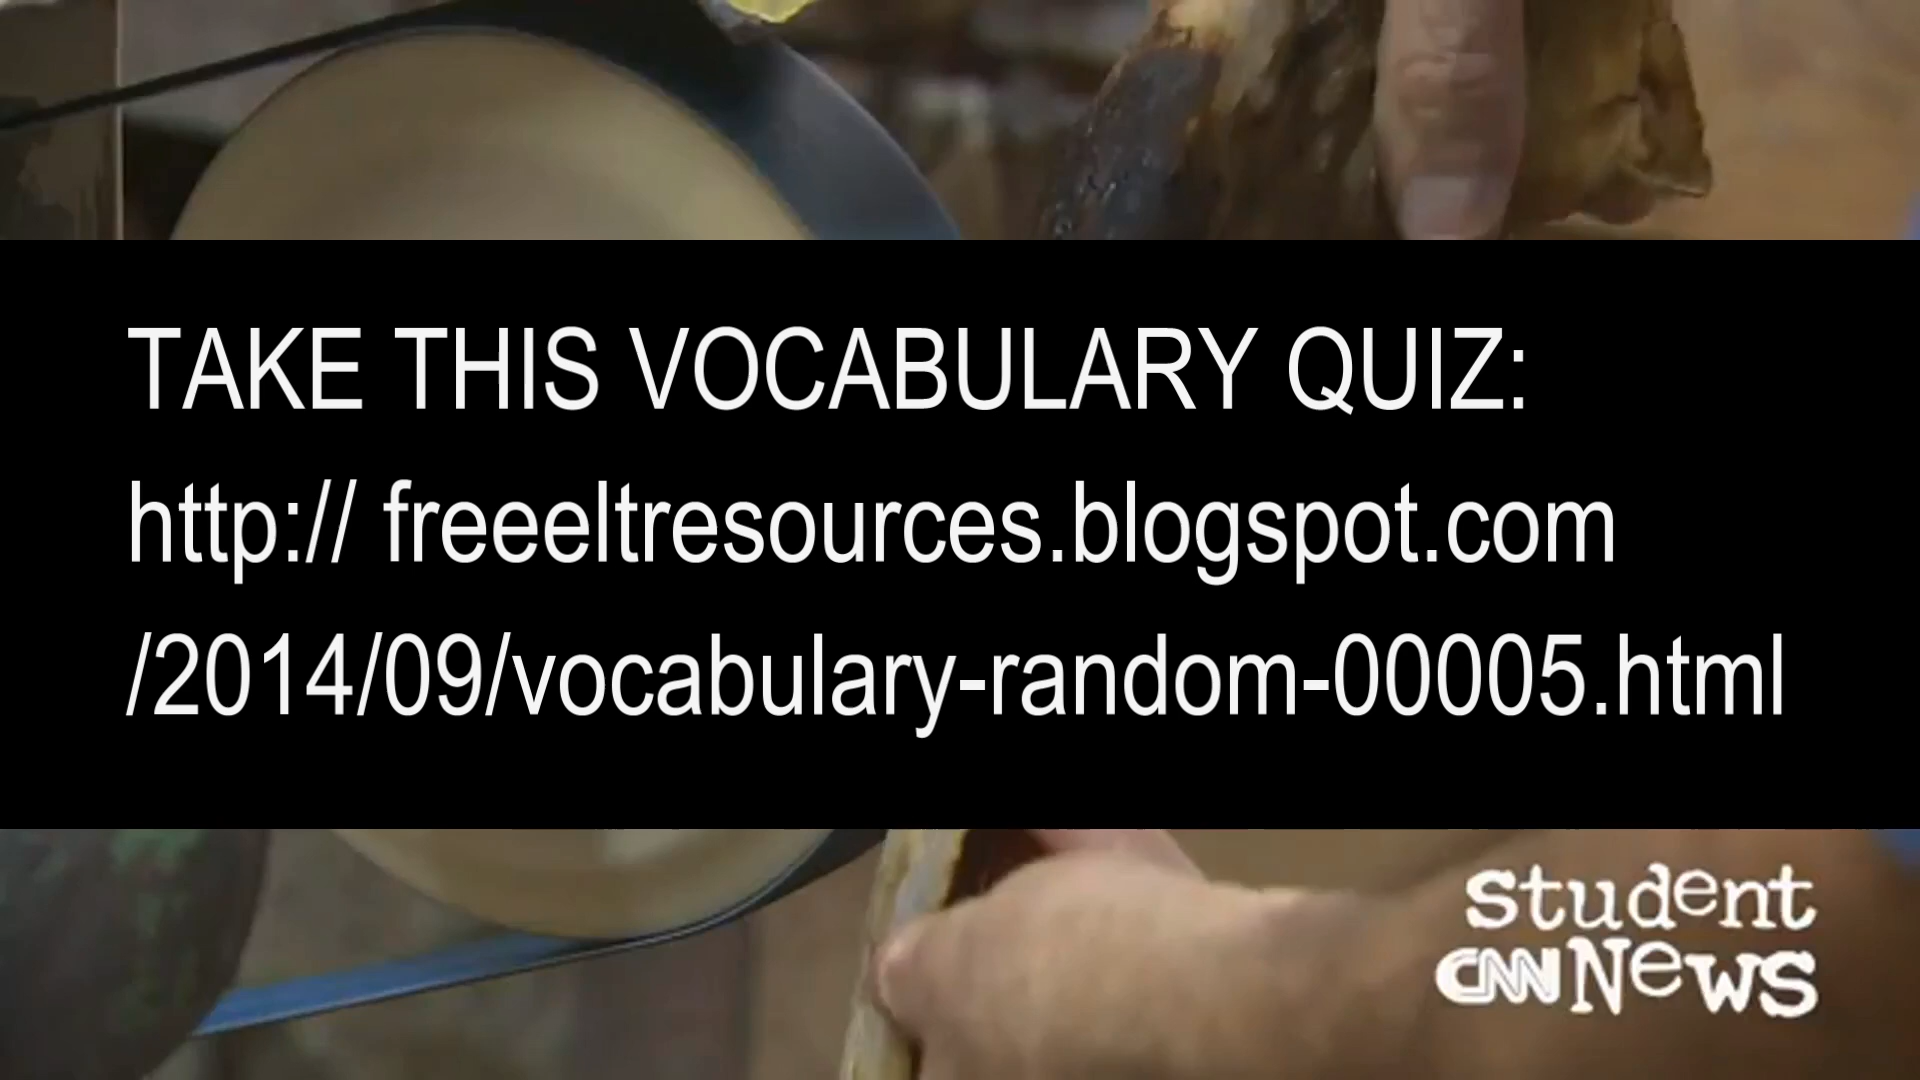 TAKE THIS VOCABULARY QUIZ:
http:// freeeltresources.blogspot.com
/2014/09/vocabulary-random-00005.html
Student
CNN News